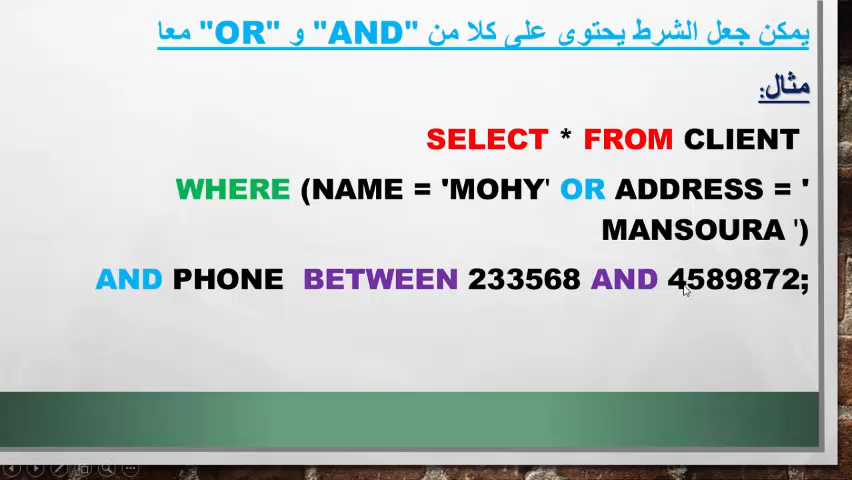 يمكن جعل الشرط يحتوى على كلا من "AND" و "OR" معا
مثال:
SELECT * FROM CLIENT
WHERE (NAME = 'MOHY' OR ADDRESS = '
MANSOURA ')
AND PHONE BETWEEN 233568 AND 4589872;